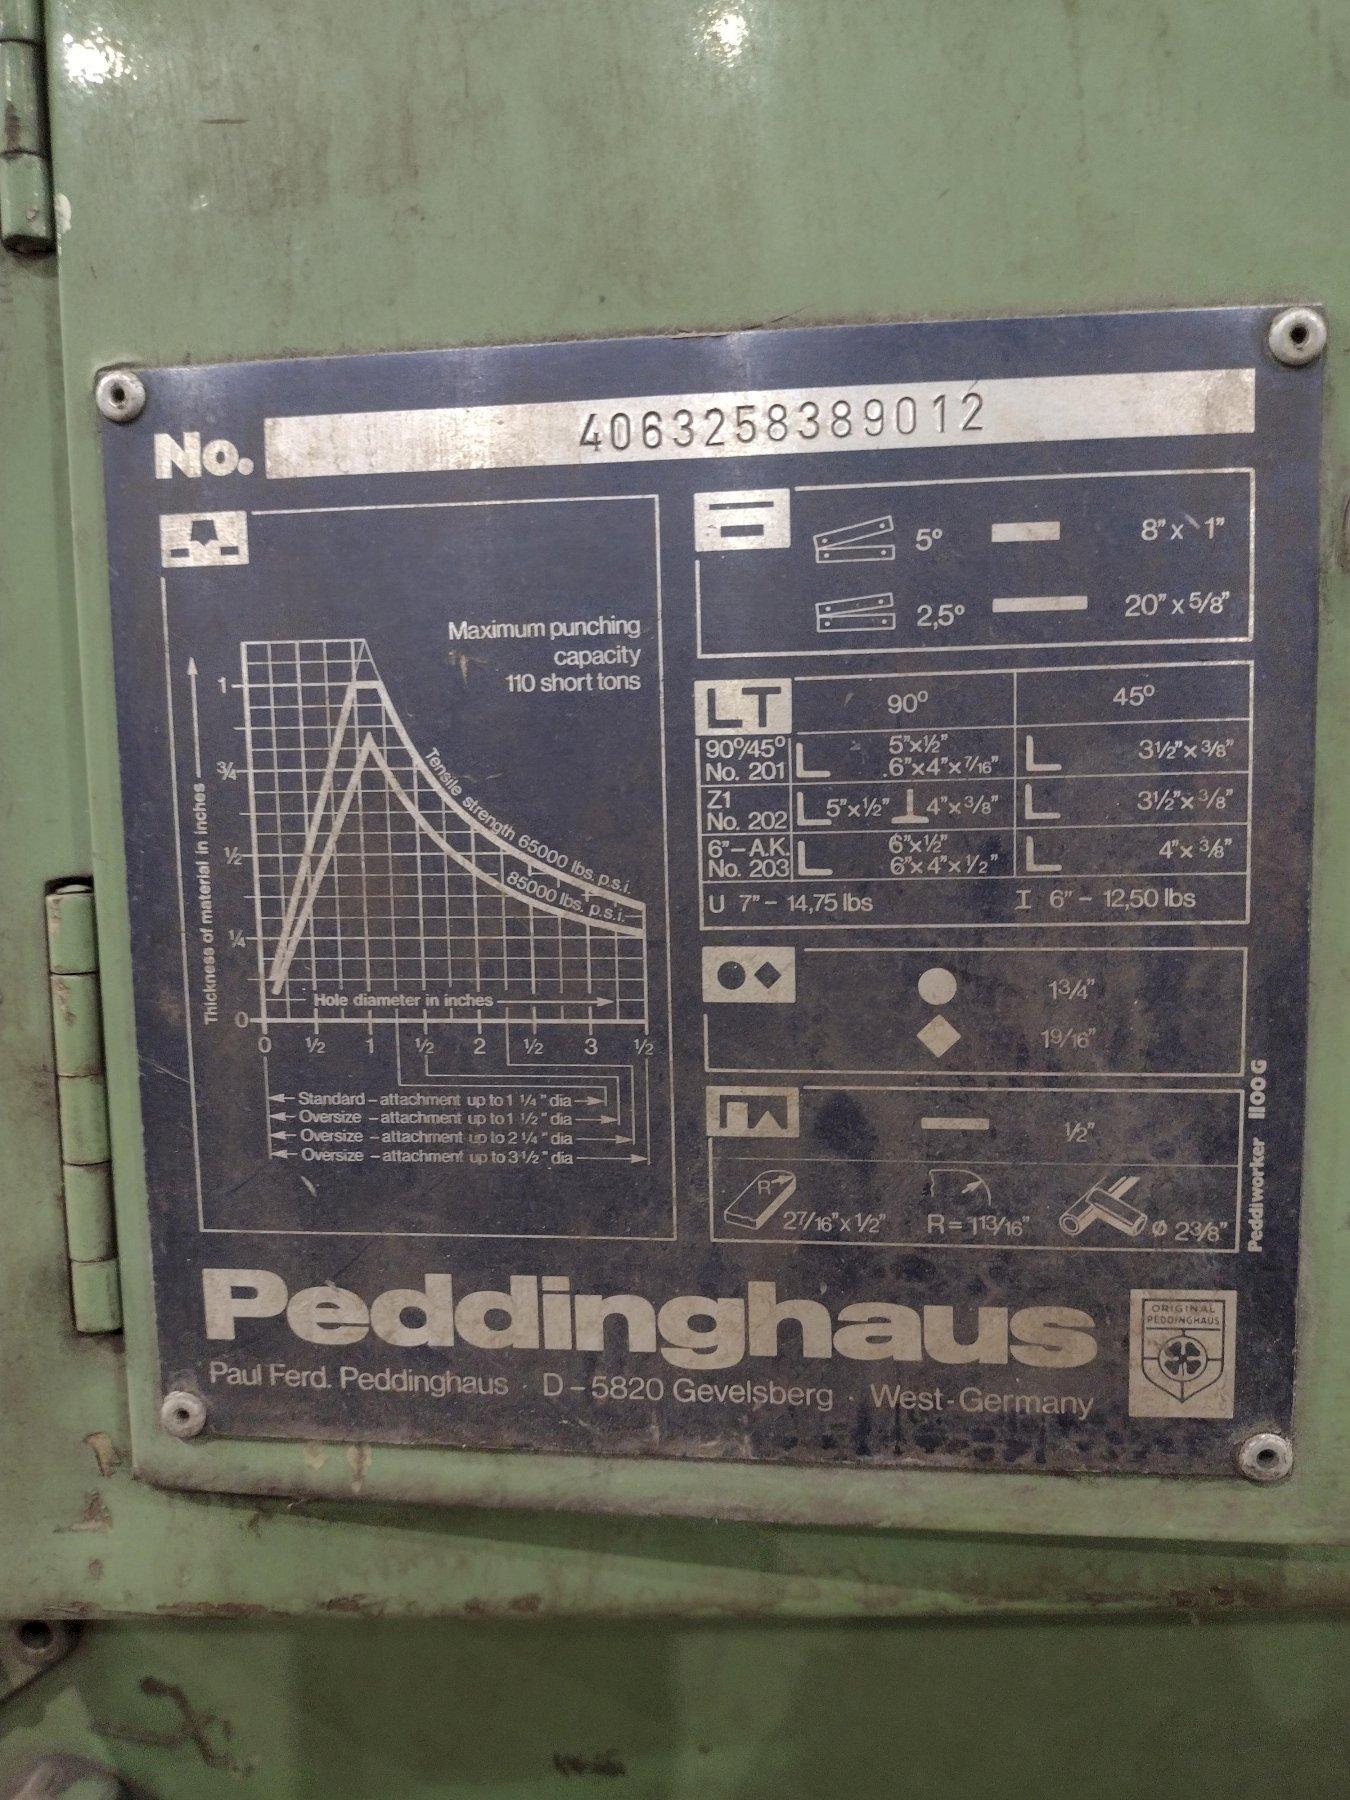 No. 4063258389012
Maximum punching
capacity
110 short tons
Thickness of material in inches
1
3/4
1/2
1/4
0
Tensile strength 65000 lbs. p.s.i.
85000 lbs. p.s.i.
Hole diameter in inches
0 1/2 1 1/2 2 1/2 3 1/2
Standard - attachment up to 1 1/4" dia
Oversize - attachment up to 1 1/2" dia
Oversize - attachment up to 2 1/4" dia
Oversize - attachment up to 3 1/2" dia
5° 8" x 1"
2,5° 20" x 5/8"
LT 90° 45°
90°/45° No. 201 5"x½" 6"x4"x7/16" 3½"x3/8"
Z1 No. 202 5"x½" 4"x3/8" 3½"x3/8"
6"-A.K. No. 203 6"x½" 6"x4"x½" 4"x3/8"
U 7" - 14,75 lbs I 6" - 12,50 lbs
1 3/4"
1 9/16"
1/2"
R 2 7/16" x 1/2" R = 1 13/16" Ø 2 3/8"
Peddiworker 1100 G
Peddinghaus
ORIGINAL
PEDDINGHAUS
Paul Ferd. Peddinghaus · D-5820 Gevelsberg · West-Germany